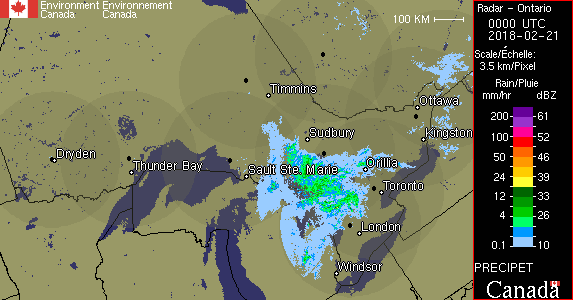 Environment Environnement
Canada Canada
100 KM
Timmins
Ottawa
Sudbury
Kingston
Dryden
Thunder Bay
Sault Ste. Marie
Orillia
Toronto
London
Windsor
Radar - Ontario
0000 UTC
2018-02-21
Scale/Échelle:
3.5 km/Pixel
Rain/Pluie
mm/hr dBZ
200 61
100 52
50 46
24 39
12 33
4 26
2 20
0.1 10
PRECIPET
Canada